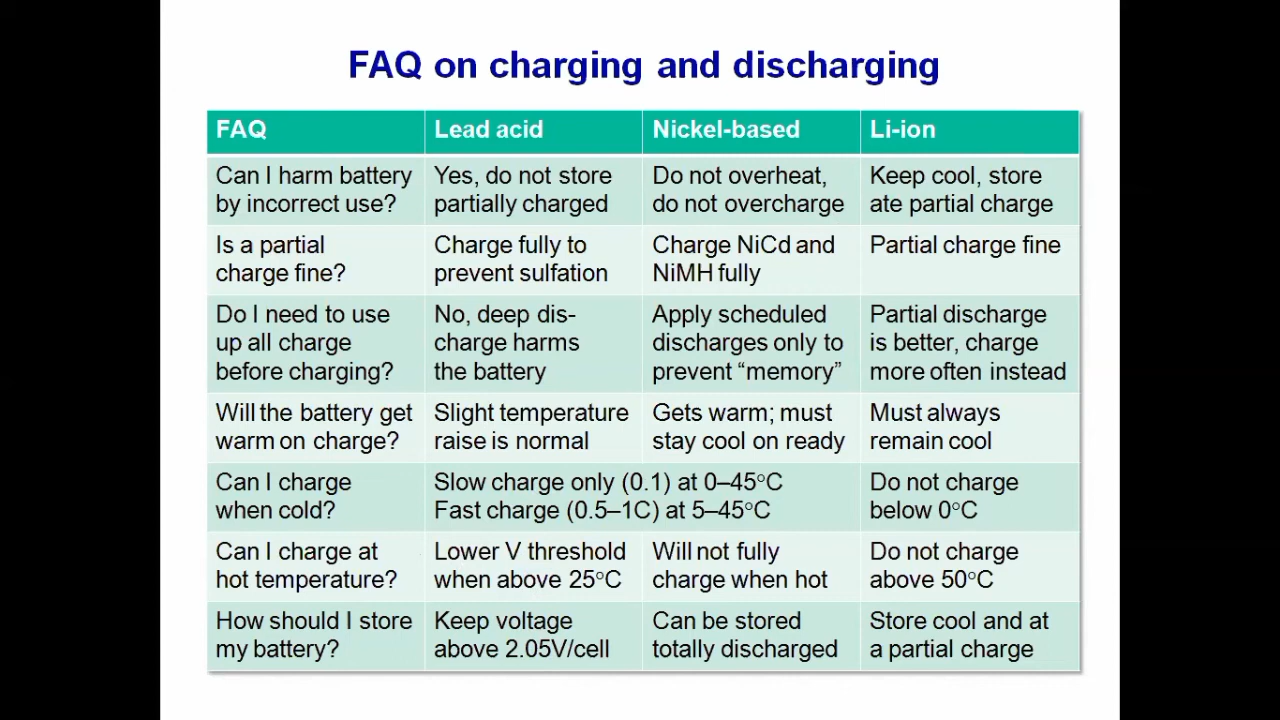 FAQ on charging and discharging
FAQ
Lead acid
Nickel-based
Li-ion
Can I harm battery
by incorrect use?
Yes, do not store
partially charged
Do not overheat,
do not overcharge
Keep cool, store
ate partial charge
Is a partial
charge fine?
Charge fully to
prevent sulfation
Charge NiCd and
NiMH fully
Partial charge fine
Do I need to use
up all charge
before charging?
No, deep dis-
charge harms
the battery
Apply scheduled
discharges only to
prevent “memory”
Partial discharge
is better, charge
more often instead
Will the battery get
warm on charge?
Slight temperature
raise is normal
Gets warm; must
stay cool on ready
Must always
remain cool
Can I charge
when cold?
Slow charge only (0.1) at 0–45°C
Fast charge (0.5–1C) at 5–45°C
Do not charge
below 0°C
Can I charge at
hot temperature?
Lower V threshold
when above 25°C
Will not fully
charge when hot
Do not charge
above 50°C
How should I store
my battery?
Keep voltage
above 2.05V/cell
Can be stored
totally discharged
Store cool and at
a partial charge